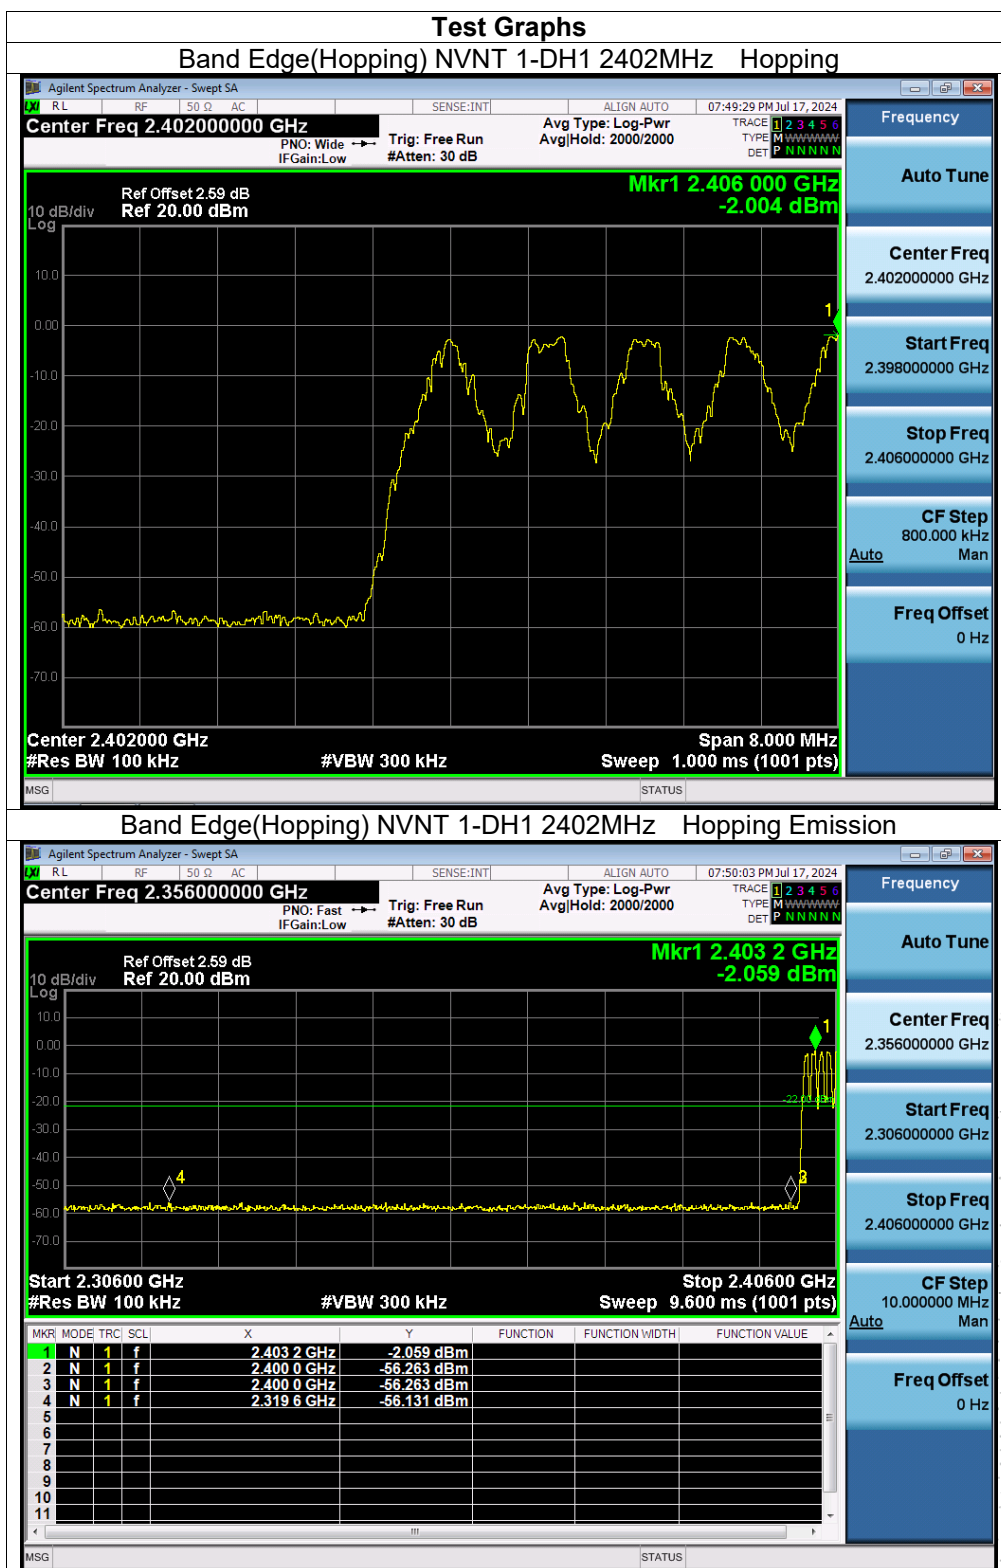 Test Graphs
Band Edge(Hopping) NVNT 1-DH1 2402MHz Hopping
Agilent Spectrum Analyzer - Swept SA
LXI RL RF 50 Ω AC SENSE:INT ALIGN AUTO 07:49:29 PM Jul 17, 2024
Center Freq 2.402000000 GHz
PNO: Wide
IFGain:Low
Trig: Free Run
#Atten: 30 dB
Avg Type: Log-Pwr
Avg|Hold: 2000/2000
TRACE 1 2 3 4 5 6
TYPE M W W W W W
DET P N N N N N
Ref Offset 2.59 dB
10 dB/div Ref 20.00 dBm
Log
Mkr1 2.406 000 GHz
-2.004 dBm
10.0
0.00
-10.0
-20.0
-30.0
-40.0
-50.0
-60.0
-70.0
1
Center 2.402000 GHz Span 8.000 MHz
#Res BW 100 kHz #VBW 300 kHz Sweep 1.000 ms (1001 pts)
MSG STATUS
Frequency
Auto Tune
Center Freq
2.402000000 GHz
Start Freq
2.398000000 GHz
Stop Freq
2.406000000 GHz
CF Step
800.000 kHz
Auto Man
Freq Offset
0 Hz
Band Edge(Hopping) NVNT 1-DH1 2402MHz Hopping Emission
Agilent Spectrum Analyzer - Swept SA
LXI RL RF 50 Ω AC SENSE:INT ALIGN AUTO 07:50:03 PM Jul 17, 2024
Center Freq 2.356000000 GHz
PNO: Fast
IFGain:Low
Trig: Free Run
#Atten: 30 dB
Avg Type: Log-Pwr
Avg|Hold: 2000/2000
TRACE 1 2 3 4 5 6
TYPE M W W W W W
DET P N N N N N
Ref Offset 2.59 dB
10 dB/div Ref 20.00 dBm
Log
Mkr1 2.403 2 GHz
-2.059 dBm
10.0
0.00
-10.0
-20.0
-30.0
-40.0
-50.0
-60.0
-70.0
1
4
Start 2.30600 GHz Stop 2.40600 GHz
#Res BW 100 kHz #VBW 300 kHz Sweep 9.600 ms (1001 pts)
MKR MODE TRC SCL X Y FUNCTION FUNCTION WIDTH FUNCTION VALUE
1 N 1 f 2.403 2 GHz -2.059 dBm
2 N 1 f 2.400 0 GHz -56.263 dBm
3 N 1 f 2.400 0 GHz -56.263 dBm
4 N 1 f 2.319 6 GHz -56.131 dBm
5
6
7
8
9
10
11
MSG STATUS
Frequency
Auto Tune
Center Freq
2.356000000 GHz
Start Freq
2.306000000 GHz
Stop Freq
2.406000000 GHz
CF Step
10.000000 MHz
Auto Man
Freq Offset
0 Hz